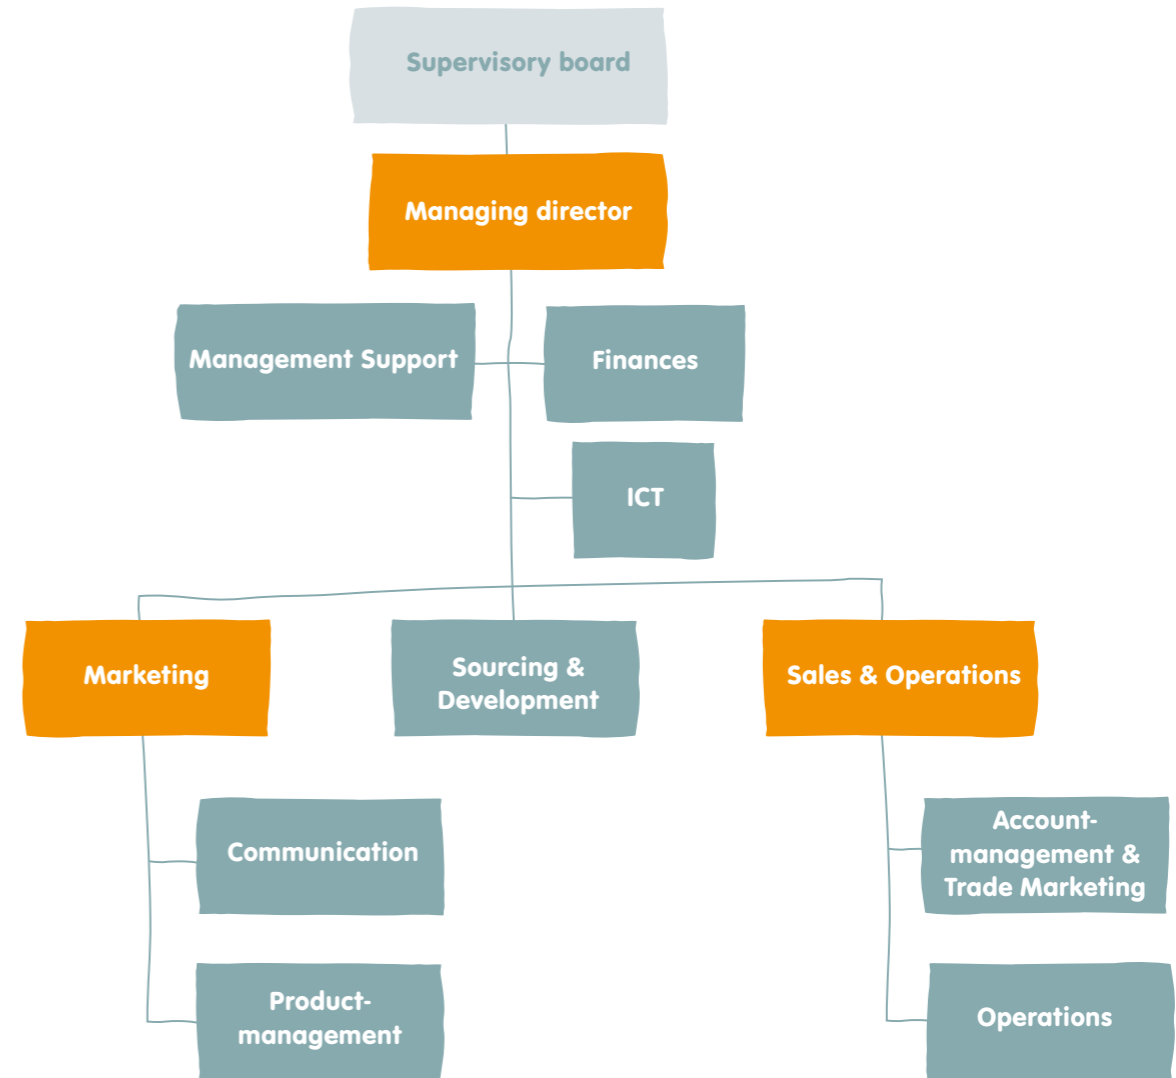 Supervisory board
Managing director
Management Support
Finances
ICT
Marketing
Sourcing &
Development
Sales & Operations
Communication
Account-
management &
Trade Marketing
Product-
management
Operations